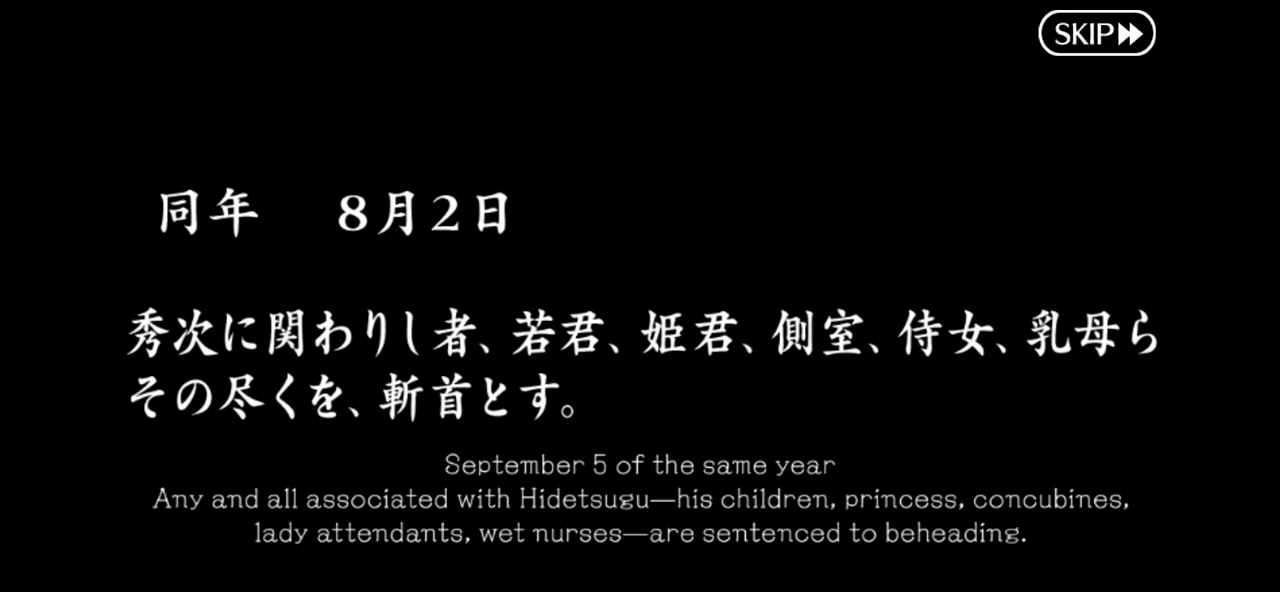 SKIP
同年 8月2日
秀次に関わりし者、若君、姫君、側室、侍女、乳母ら
その尽くを、斬首とす。
September 5 of the same year
Any and all associated with Hidetsugu—his children, princess, concubines,
lady attendants, wet nurses—are sentenced to beheading.